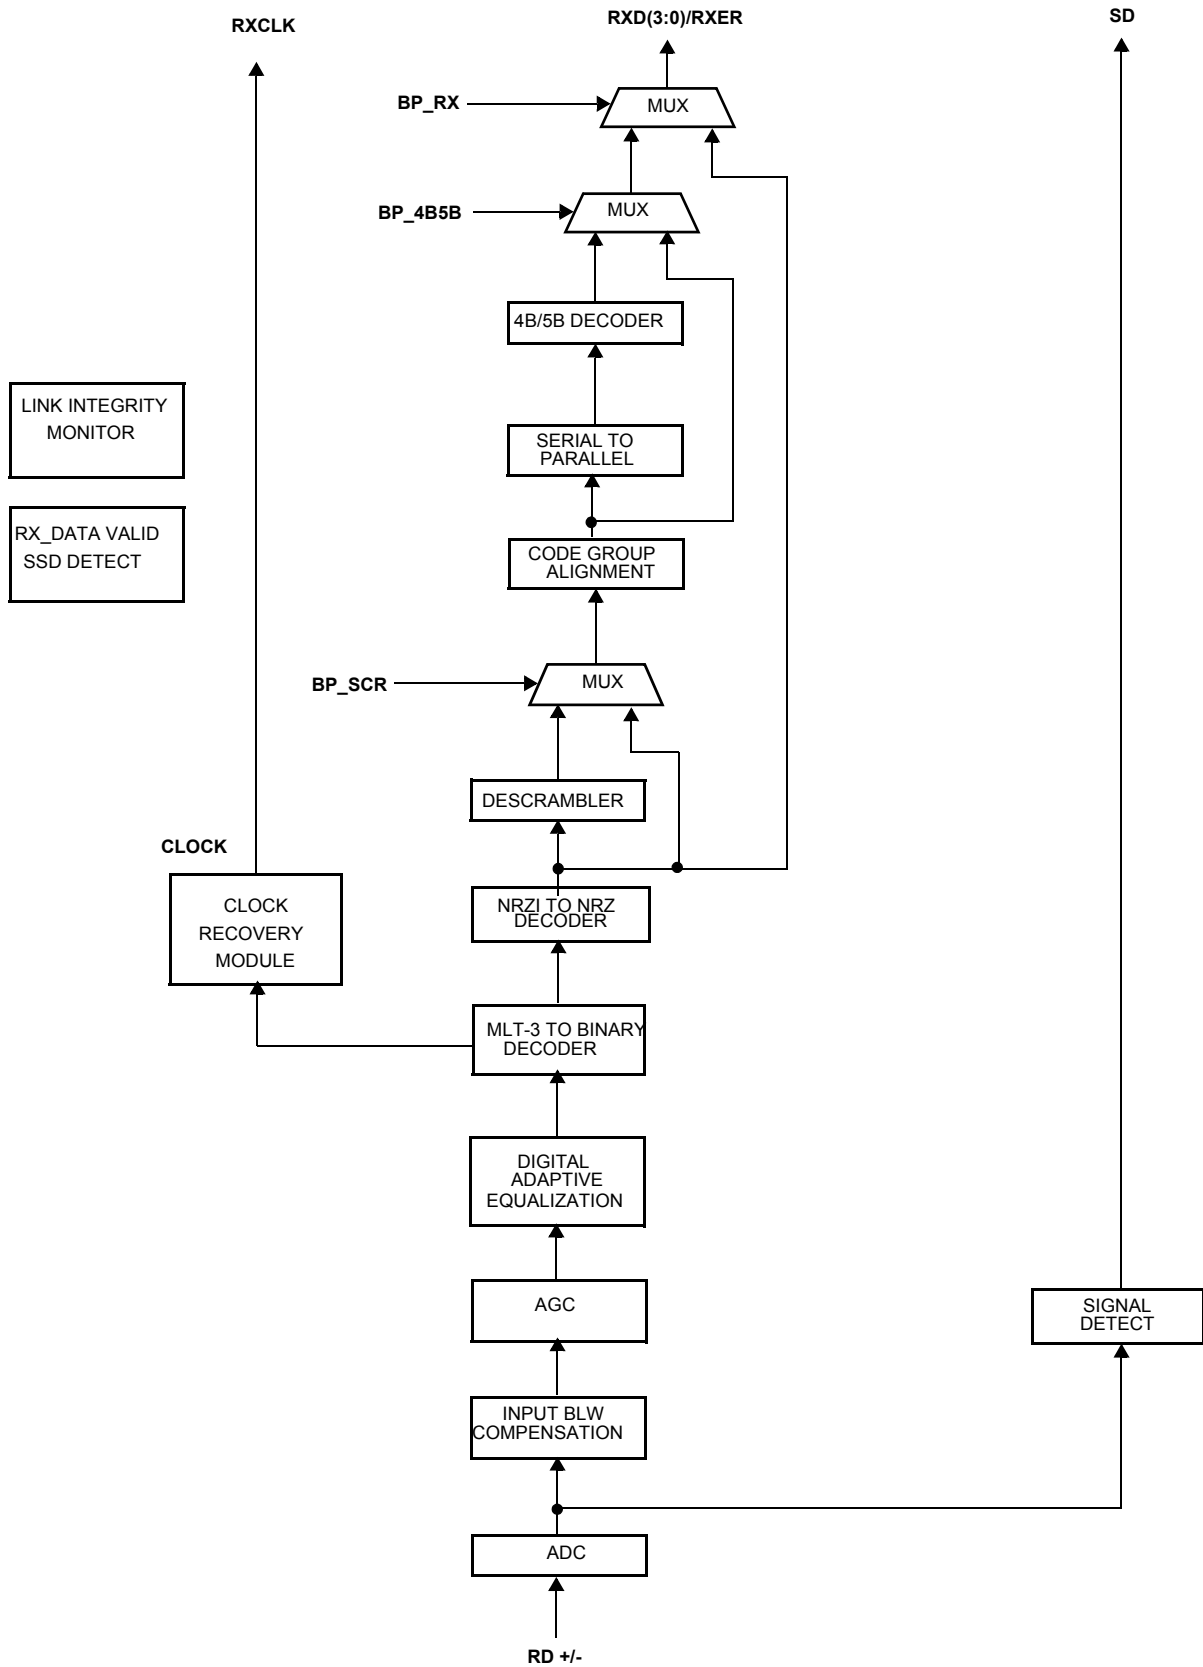 RXD(3:0)/RXER
SD
RXCLK
BP_RX
MUX
BP_4B5B
MUX
4B/5B DECODER
LINK INTEGRITY
MONITOR
SERIAL TO
PARALLEL
RX_DATA VALID
SSD DETECT
CODE GROUP
ALIGNMENT
BP_SCR
MUX
DESCRAMBLER
CLOCK
CLOCK
RECOVERY
MODULE
NRZI TO NRZ
DECODER
MLT-3 TO BINARY
DECODER
DIGITAL
ADAPTIVE
EQUALIZATION
AGC
SIGNAL
DETECT
INPUT BLW
COMPENSATION
ADC
RD +/-